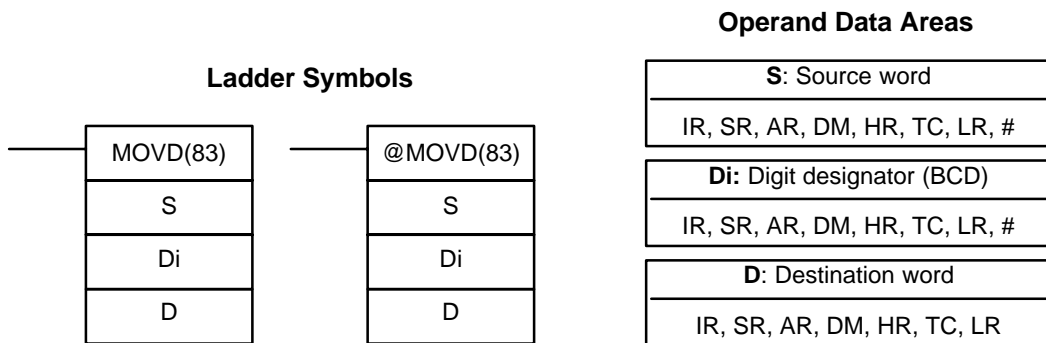 Ladder Symbols
MOVD(83)
S
Di
D
@MOVD(83)
S
Di
D
Operand Data Areas
S: Source word
IR, SR, AR, DM, HR, TC, LR, #
Di: Digit designator (BCD)
IR, SR, AR, DM, HR, TC, LR, #
D: Destination word
IR, SR, AR, DM, HR, TC, LR